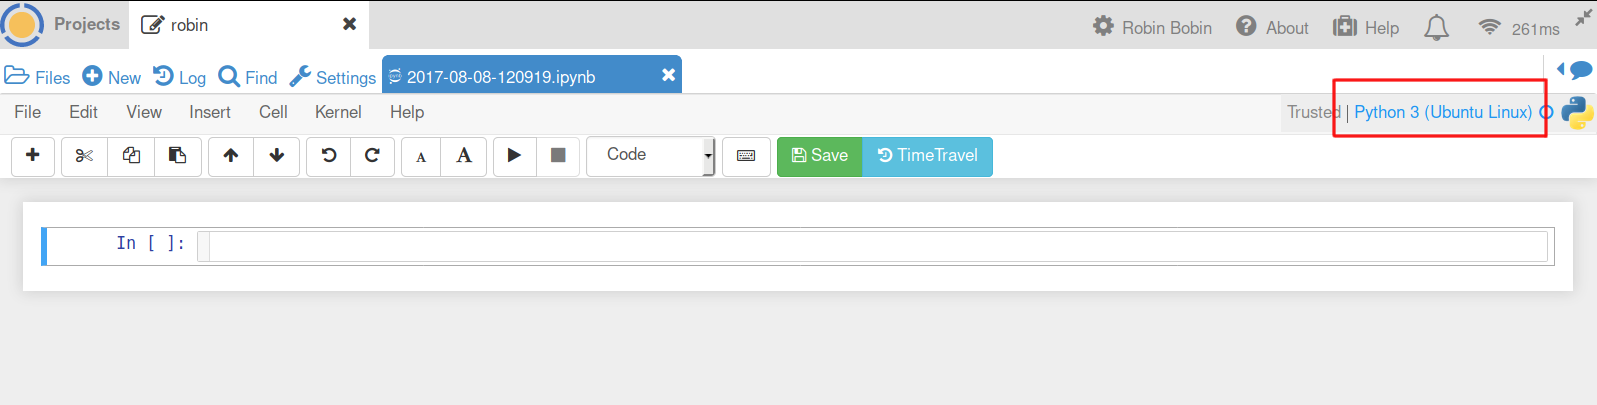 Projects robin Robin Bobin About Help 261ms
Files New Log Find Settings 2017-08-08-120919.ipynb
File Edit View Insert Cell Kernel Help Trusted | Python 3 (Ubuntu Linux)
A A Code Save TimeTravel
In [ ]: